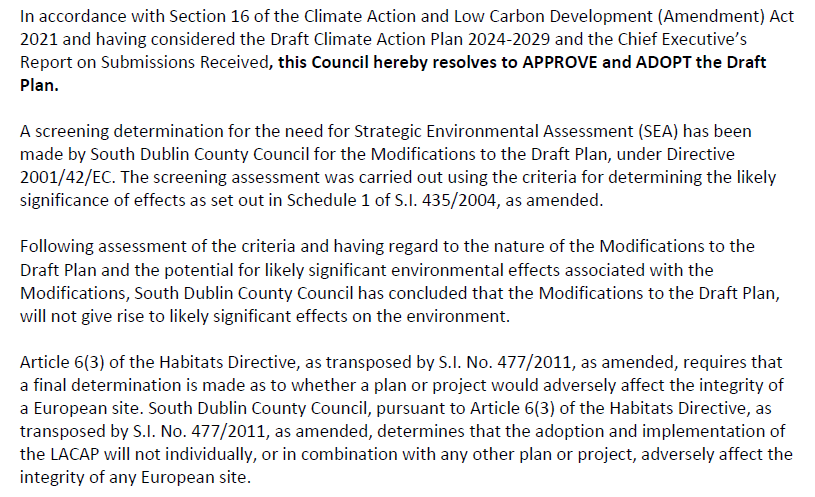 In accordance with Section 16 of the Climate Action and Low Carbon Development (Amendment) Act
2021 and having considered the Draft Climate Action Plan 2024-2029 and the Chief Executive’s
Report on Submissions Received, this Council hereby resolves to APPROVE and ADOPT the Draft
Plan.
A screening determination for the need for Strategic Environmental Assessment (SEA) has been
made by South Dublin County Council for the Modifications to the Draft Plan, under Directive
2001/42/EC. The screening assessment was carried out using the criteria for determining the likely
significance of effects as set out in Schedule 1 of S.I. 435/2004, as amended.
Following assessment of the criteria and having regard to the nature of the Modifications to the
Draft Plan and the potential for likely significant environmental effects associated with the
Modifications, South Dublin County Council has concluded that the Modifications to the Draft Plan,
will not give rise to likely significant effects on the environment.
Article 6(3) of the Habitats Directive, as transposed by S.I. No. 477/2011, as amended, requires that
a final determination is made as to whether a plan or project would adversely affect the integrity of
a European site. South Dublin County Council, pursuant to Article 6(3) of the Habitats Directive, as
transposed by S.I. No. 477/2011, as amended, determines that the adoption and implementation of
the LACAP will not individually, or in combination with any other plan or project, adversely affect the
integrity of any European site.